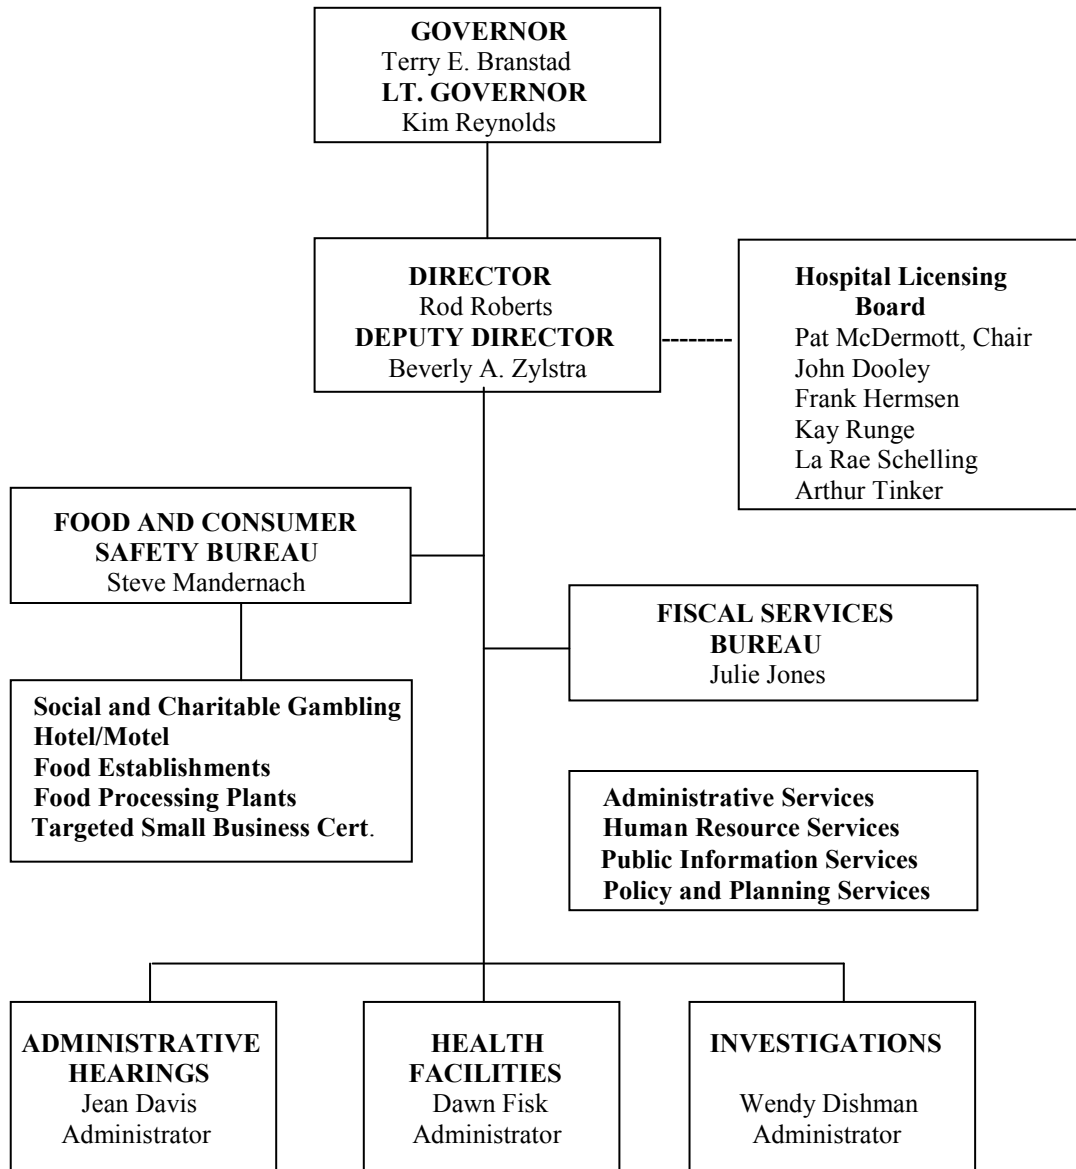 GOVERNOR
Terry E. Branstad
LT. GOVERNOR
Kim Reynolds
DIRECTOR
Rod Roberts
DEPUTY DIRECTOR
Beverly A. Zylstra
Hospital Licensing
Board
Pat McDermott, Chair
John Dooley
Frank Hermsen
Kay Runge
La Rae Schelling
Arthur Tinker
FOOD AND CONSUMER
SAFETY BUREAU
Steve Mandernach
FISCAL SERVICES
BUREAU
Julie Jones
Social and Charitable Gambling
Hotel/Motel
Food Establishments
Food Processing Plants
Targeted Small Business Cert.
Administrative Services
Human Resource Services
Public Information Services
Policy and Planning Services
ADMINISTRATIVE
HEARINGS
Jean Davis
Administrator
HEALTH
FACILITIES
Dawn Fisk
Administrator
INVESTIGATIONS
Wendy Dishman
Administrator